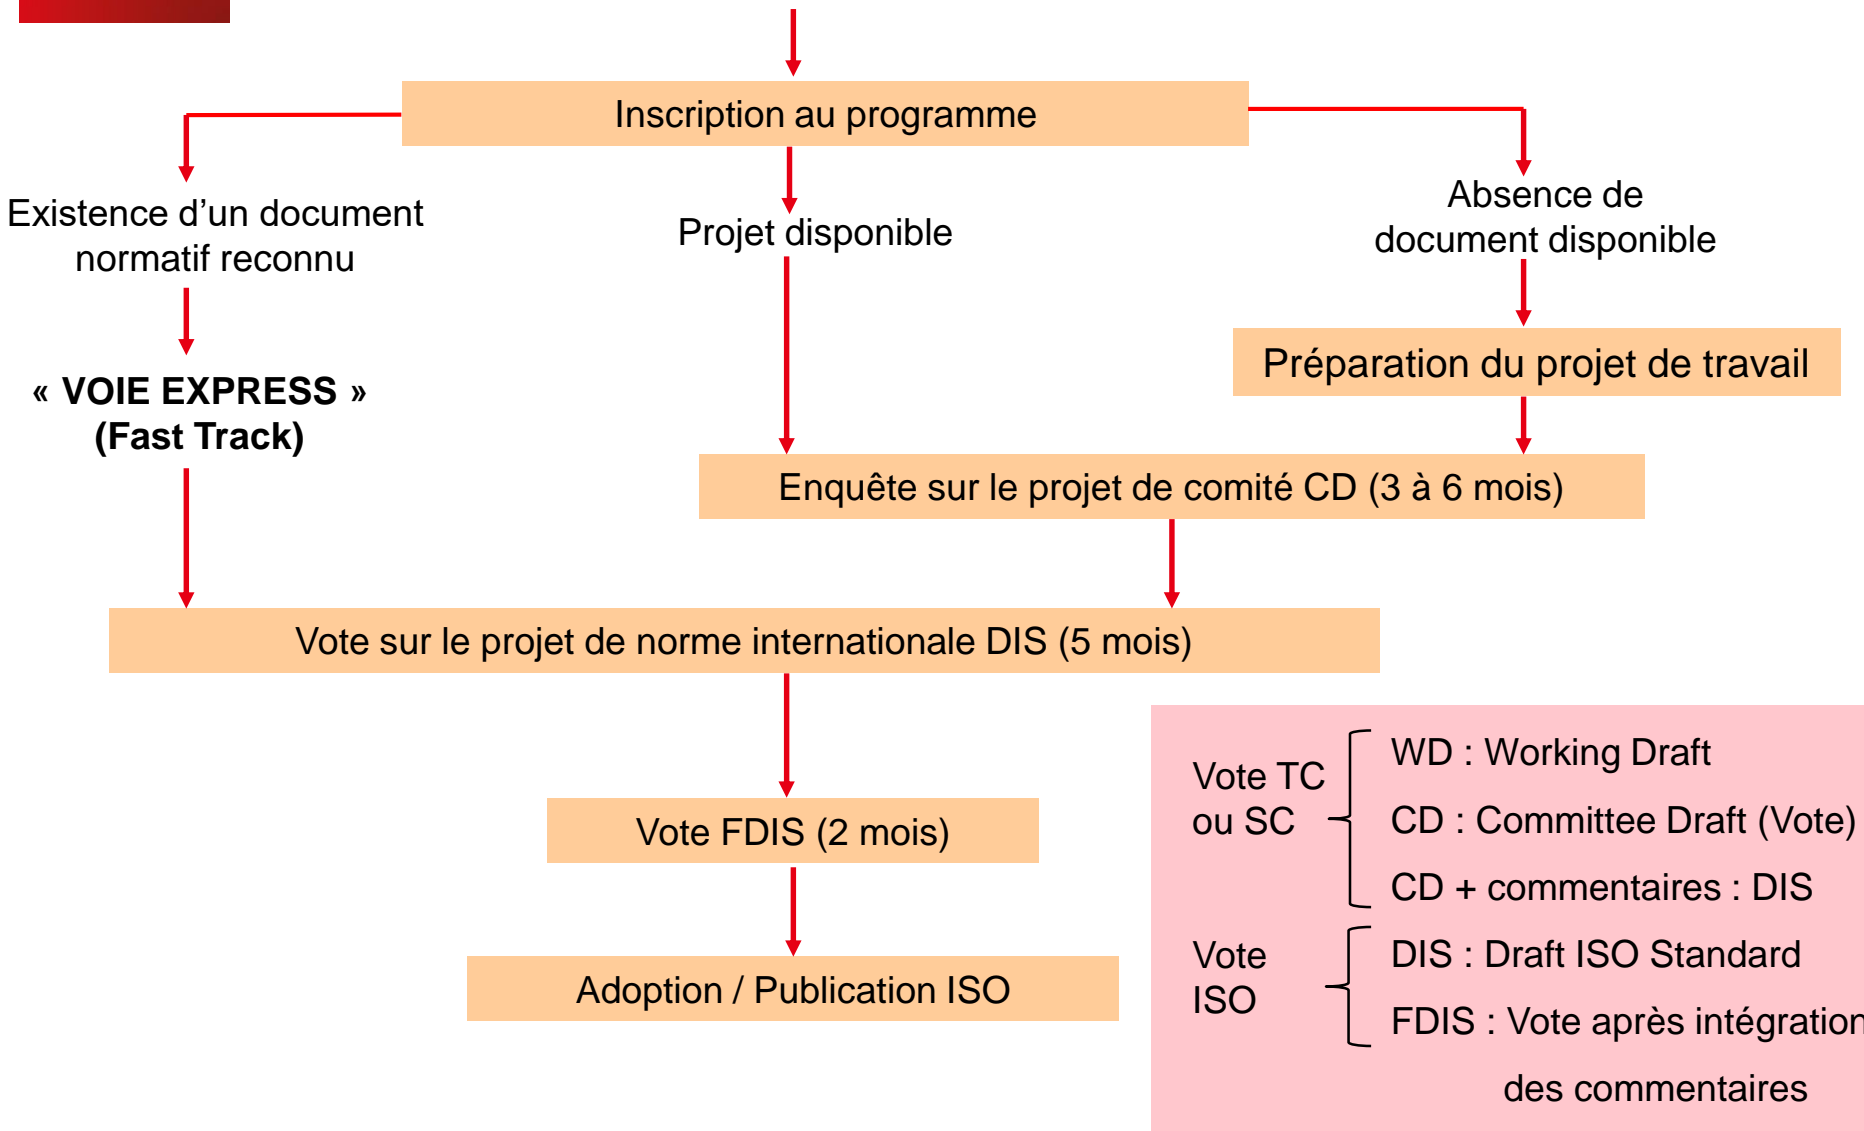 Inscription au programme
Existence d’un document
normatif reconnu
Projet disponible
Absence de
document disponible
« VOIE EXPRESS »
(Fast Track)
Préparation du projet de travail
Enquête sur le projet de comité CD (3 à 6 mois)
Vote sur le projet de norme internationale DIS (5 mois)
Vote FDIS (2 mois)
Adoption / Publication ISO
Vote TC
ou SC
WD : Working Draft
CD : Committee Draft (Vote)
CD + commentaires : DIS
Vote
ISO
DIS : Draft ISO Standard
FDIS : Vote après intégration
des commentaires